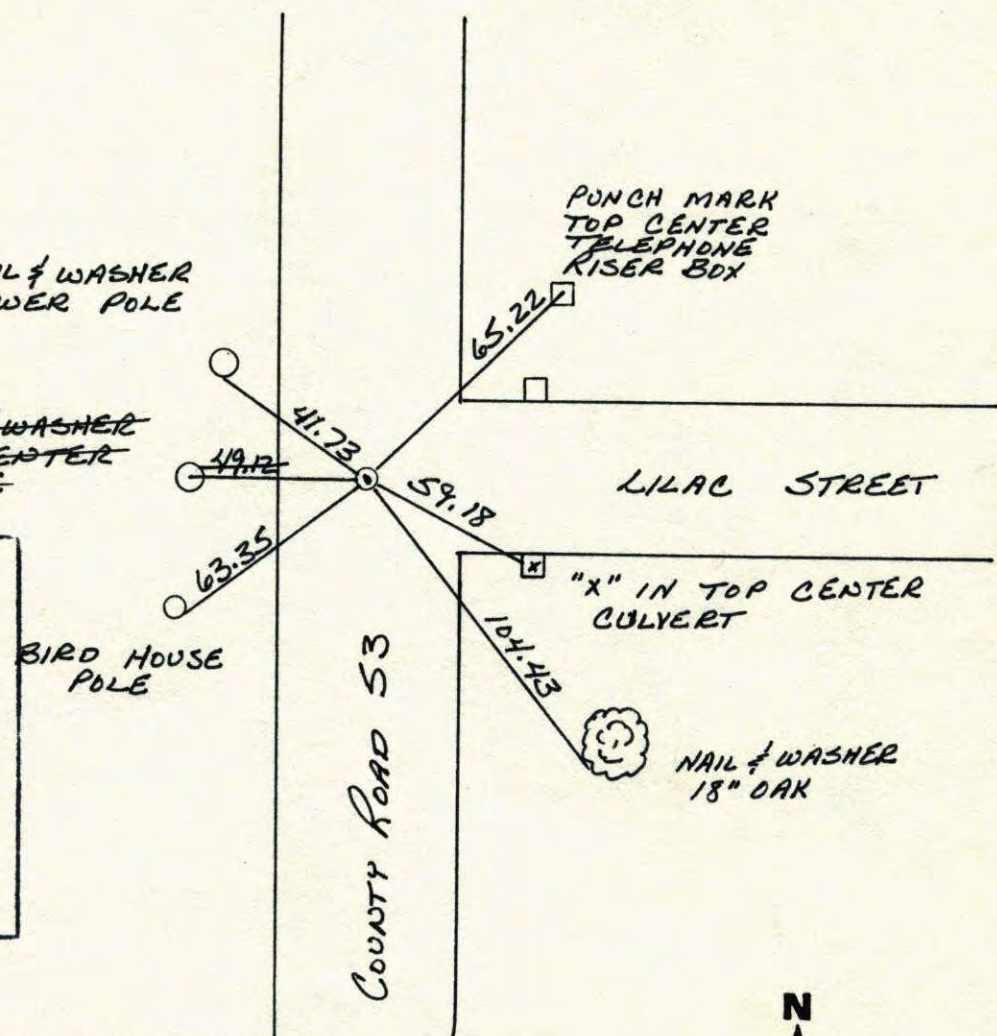 PUNCH MARK
TOP CENTER
TELEPHONE
RISER BOX
L & WASHER
WER POLE
65.22
41.73
WASHER
ENTER
49.12
59.18
LILAC STREET
63.35
"X" IN TOP CENTER
CULVERT
x
BIRD HOUSE
POLE
104.43
COUNTY ROAD 53
NAIL & WASHER
18" OAK
N